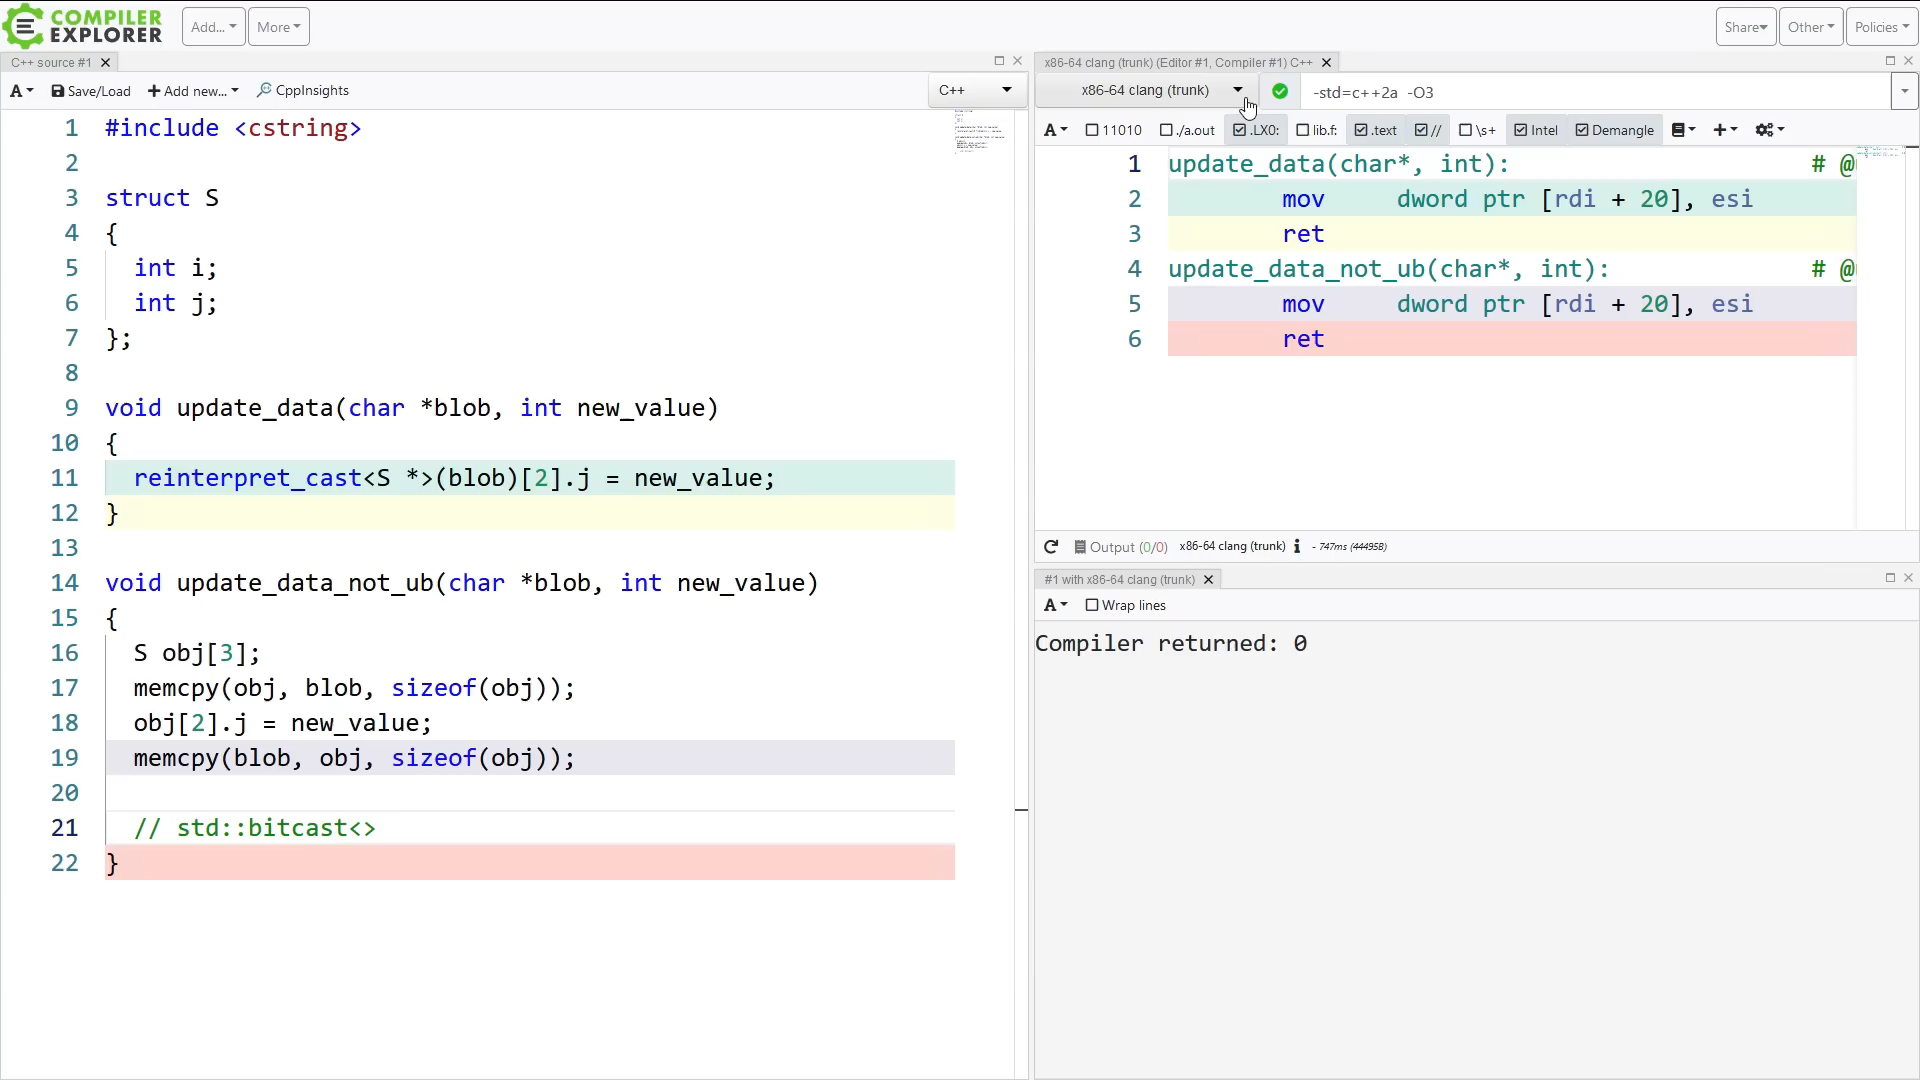 COMPILER
EXPLORER
Add...
More
Share
Other
Policies
C++ source #1
A
Save/Load
Add new...
CppInsights
C++
1 #include <cstring>
2
3 struct S
4 {
5 int i;
6 int j;
7 };
8
9 void update_data(char *blob, int new_value)
10 {
11 reinterpret_cast<S *>(blob)[2].j = new_value;
12 }
13
14 void update_data_not_ub(char *blob, int new_value)
15 {
16 S obj[3];
17 memcpy(obj, blob, sizeof(obj));
18 obj[2].j = new_value;
19 memcpy(blob, obj, sizeof(obj));
20
21 // std::bitcast<>
22 }
x86-64 clang (trunk) (Editor #1, Compiler #1) C++
x86-64 clang (trunk)
-std=c++2a -O3
A
11010
./a.out
.LX0:
lib.f:
.text
//
\s+
Intel
Demangle
1 update_data(char*, int): # @
2 mov dword ptr [rdi + 20], esi
3 ret
4 update_data_not_ub(char*, int): # @
5 mov dword ptr [rdi + 20], esi
6 ret
Output (0/0) x86-64 clang (trunk) i - 747ms (44495B)
#1 with x86-64 clang (trunk)
A
Wrap lines
Compiler returned: 0